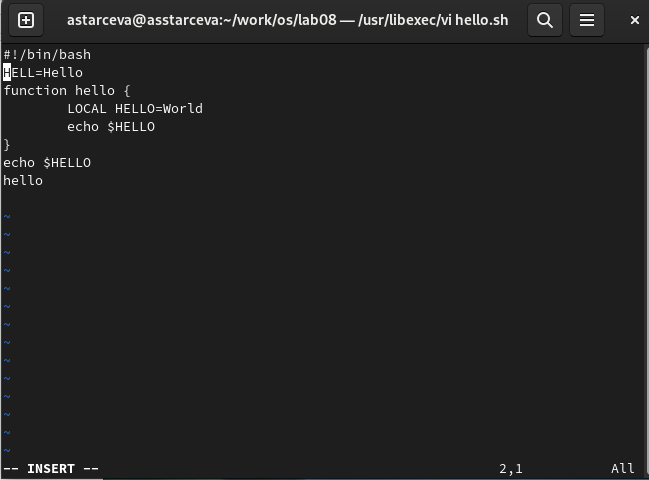 astarceva@asstarceva:~/work/os/lab08 — /usr/libexec/vi hello.sh
#!/bin/bash
HELL=Hello
function hello {
        LOCAL HELLO=World
        echo $HELLO
}
echo $HELLO
hello
~
~
~
~
~
~
~
~
~
~
~
~
~
~
-- INSERT --                                                  2,1           All